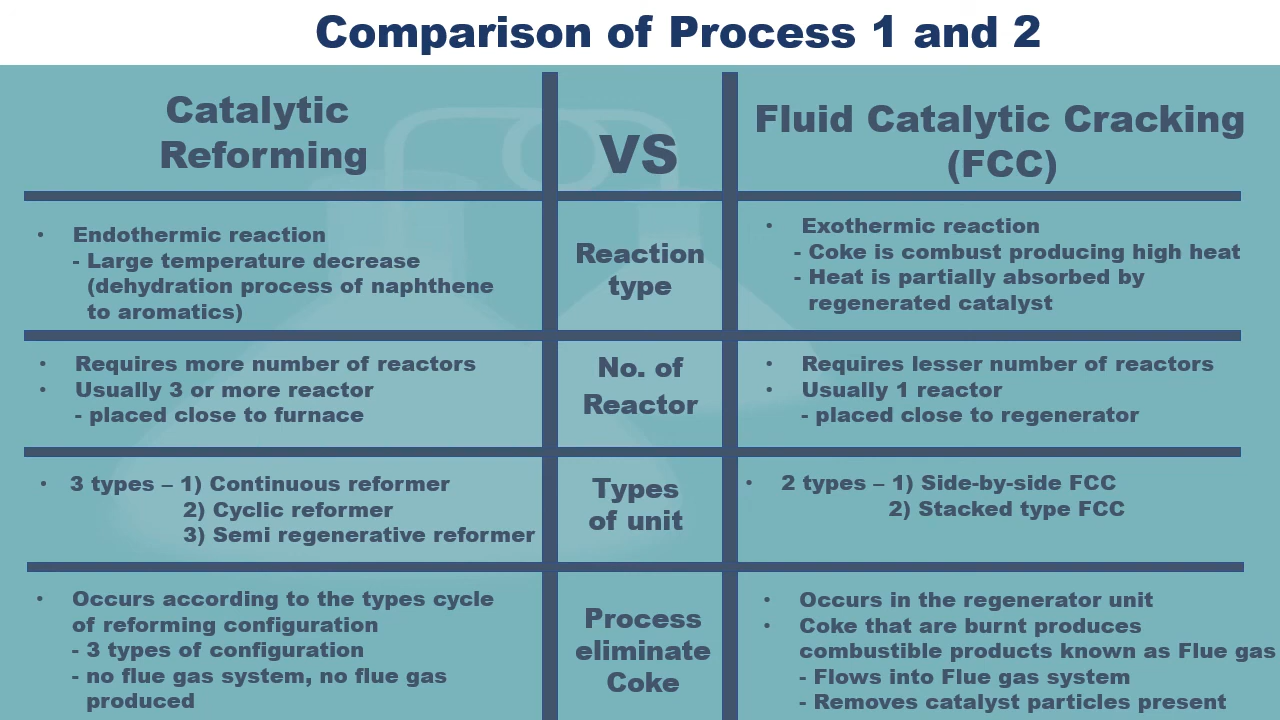 Comparison of Process 1 and 2
Catalytic
Reforming
VS
Fluid Catalytic Cracking
(FCC)
• Endothermic reaction
- Large temperature decrease
(dehydration process of naphthene
to aromatics)
Reaction
type
• Exothermic reaction
- Coke is combust producing high heat
- Heat is partially absorbed by
regenerated catalyst
• Requires more number of reactors
• Usually 3 or more reactor
- placed close to furnace
No. of
Reactor
• Requires lesser number of reactors
• Usually 1 reactor
- placed close to regenerator
• 3 types – 1) Continuous reformer
2) Cyclic reformer
3) Semi regenerative reformer
Types
of unit
• 2 types – 1) Side-by-side FCC
2) Stacked type FCC
• Occurs according to the types cycle
of reforming configuration
- 3 types of configuration
- no flue gas system, no flue gas
produced
Process
eliminate
Coke
• Occurs in the regenerator unit
• Coke that are burnt produces
combustible products known as Flue gas
- Flows into Flue gas system
- Removes catalyst particles present